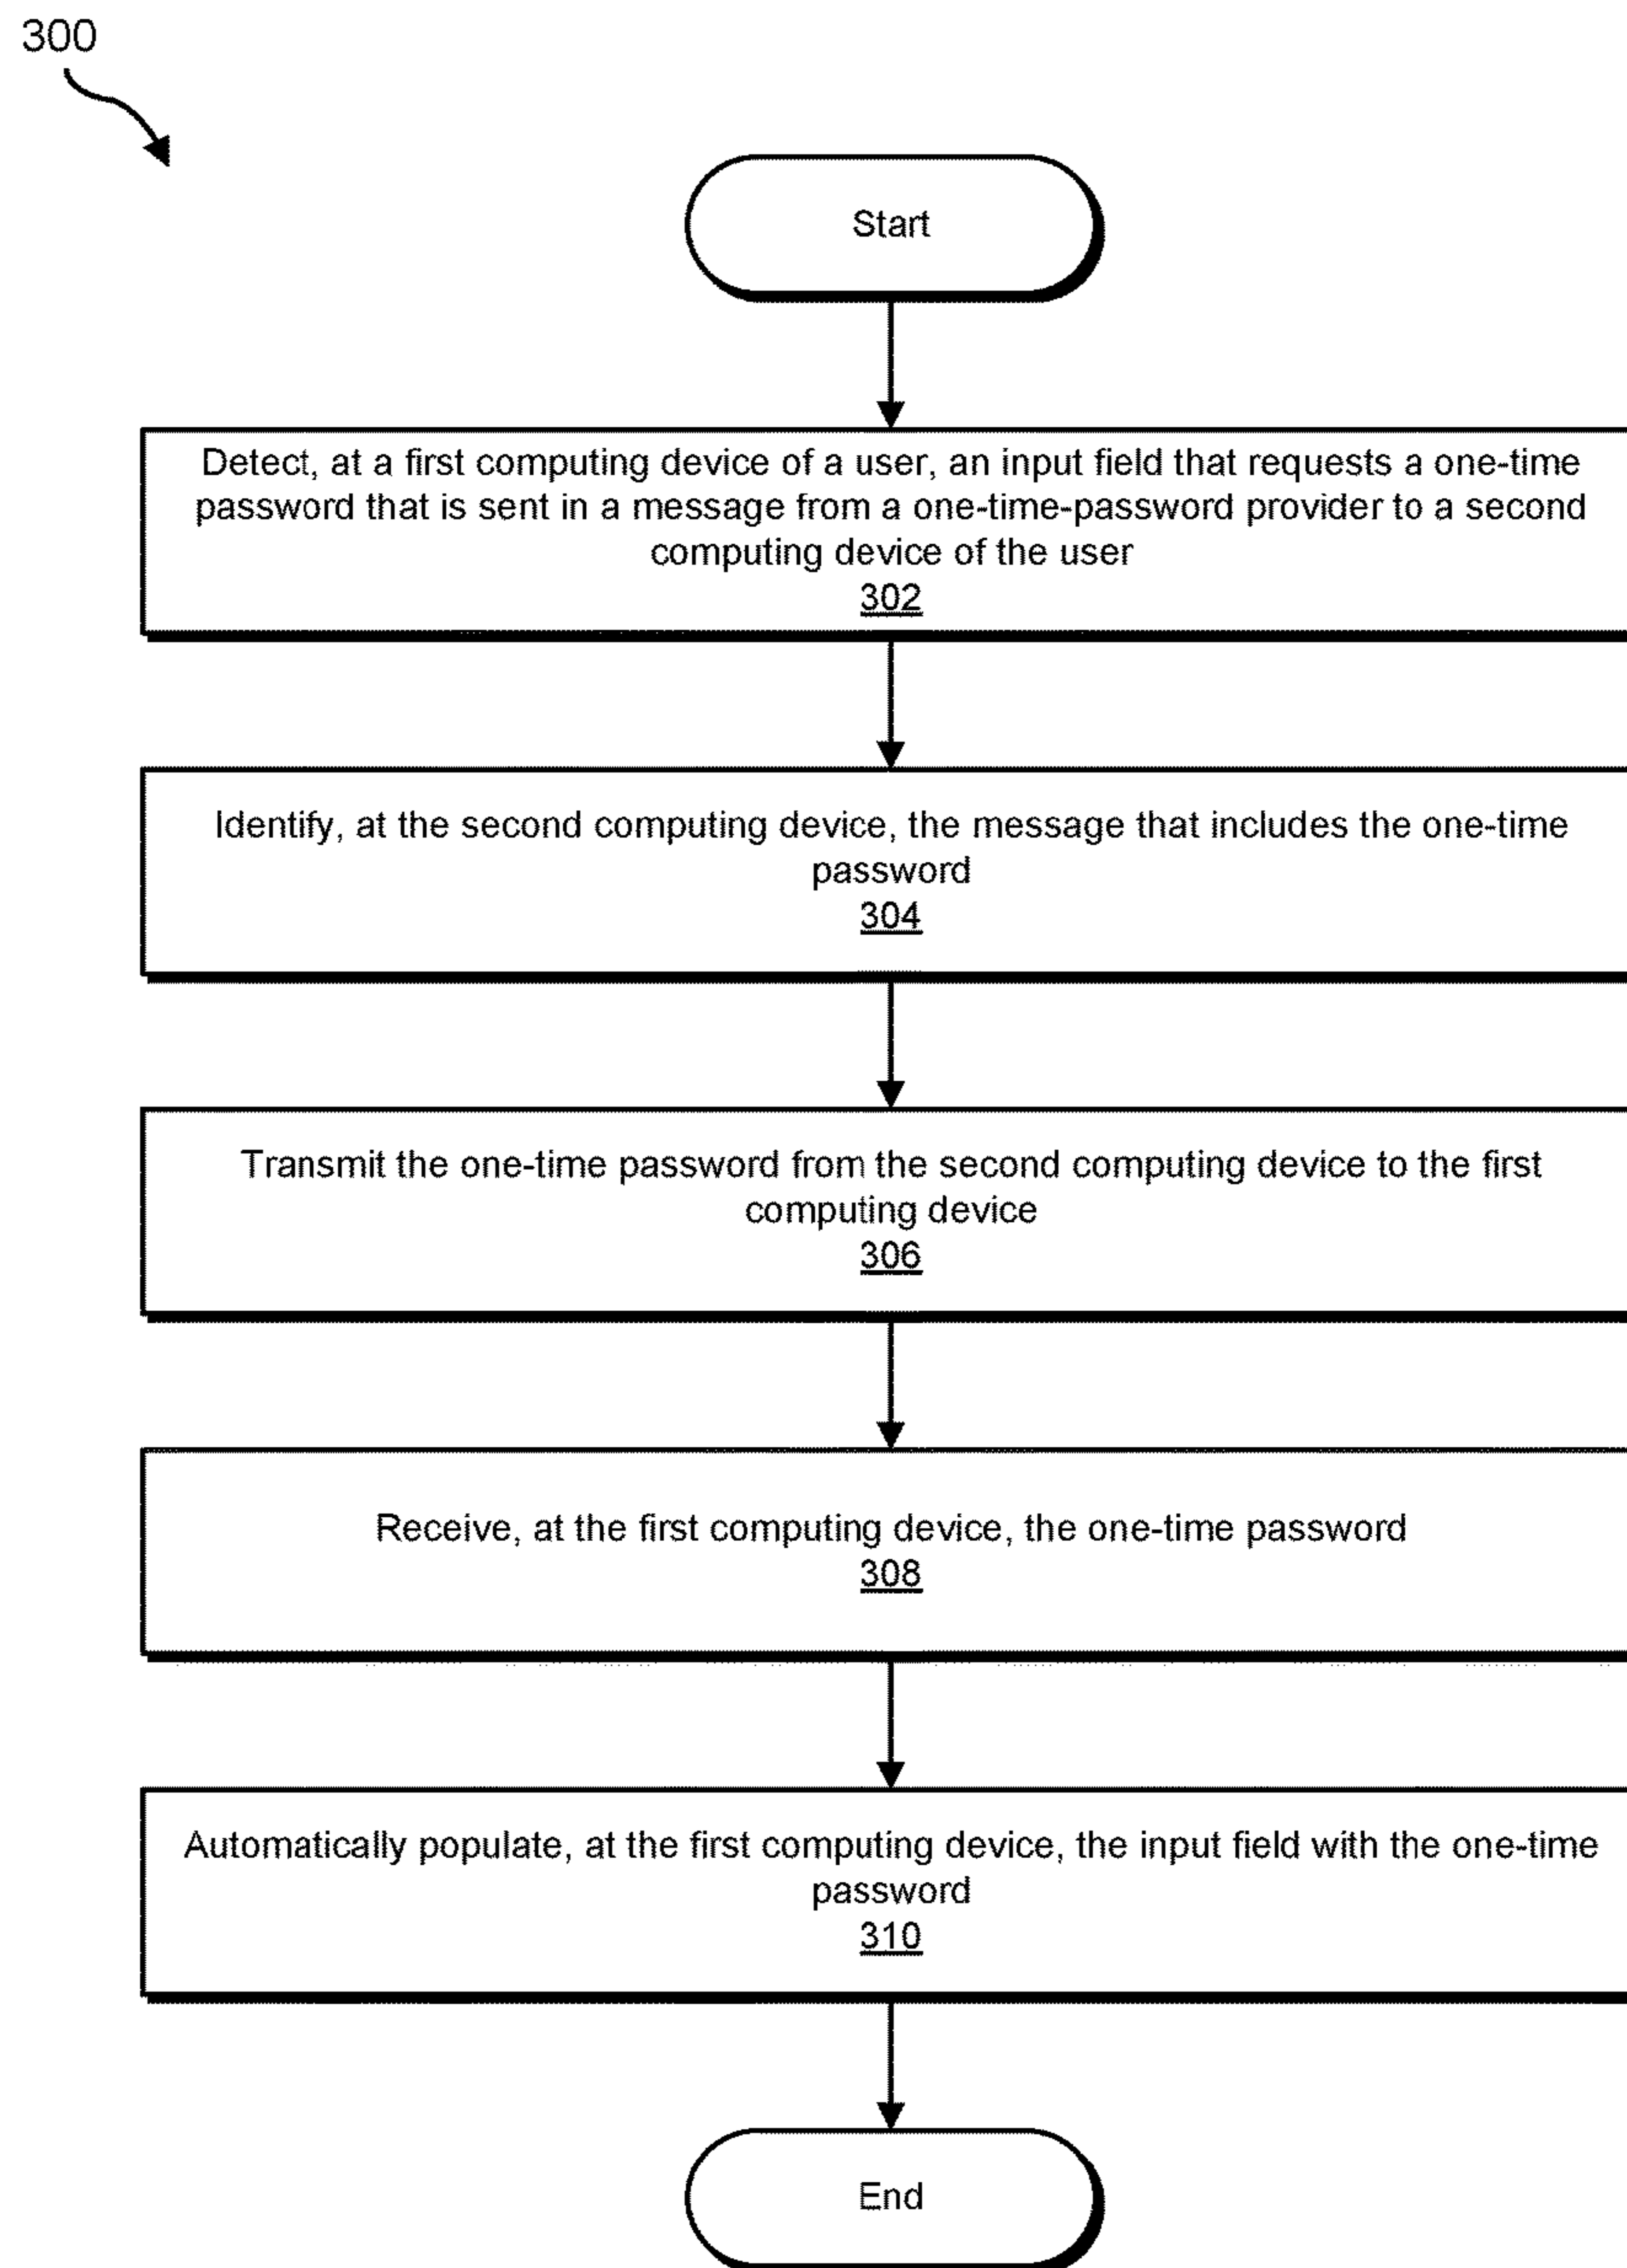 300
Start
Detect, at a first computing device of a user, an input field that requests a one-time
password that is sent in a message from a one-time-password provider to a second
computing device of the user
302
Identify, at the second computing device, the message that includes the one-time
password
304
Transmit the one-time password from the second computing device to the first
computing device
306
Receive, at the first computing device, the one-time password
308
Automatically populate, at the first computing device, the input field with the one-time
password
310
End